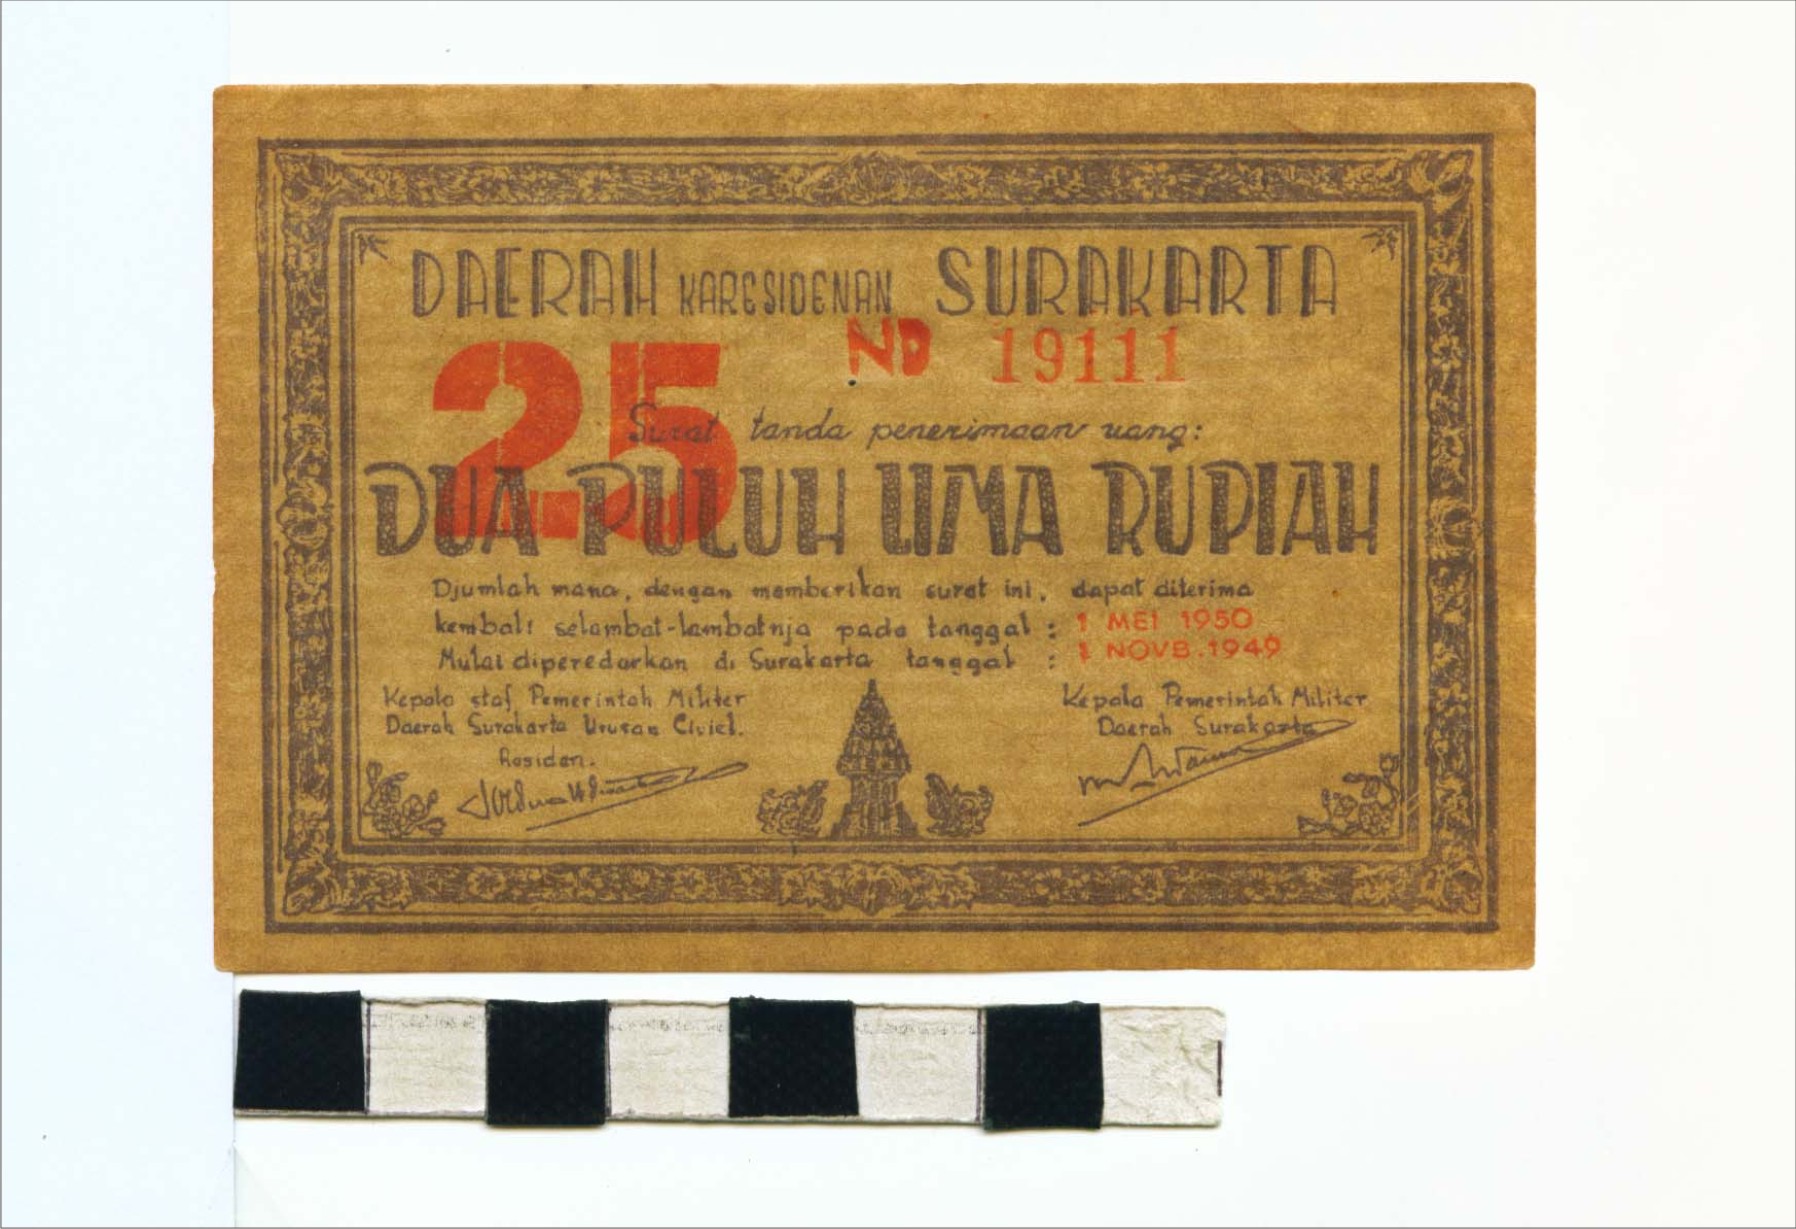 DAERAH KARESIDENAN SURAKARTA
25
ND 19111
Surat tanda penerimaan uang:
DUA PULUH LIMA RUPIAH
Djumlah mana, dengan memberikan surat ini, dapat diterima
kembali selambat-lambatnja pada tanggal : 1 MEI 1950
Mulai diperedarkan di Surakarta tanggal : 1 NOVB.1949
Kepala staf Pemerintah Militer
Daerah Surakarta Urusan Civiel.
Residen.
Kepala Pemerintah Militer
Daerah Surakarta